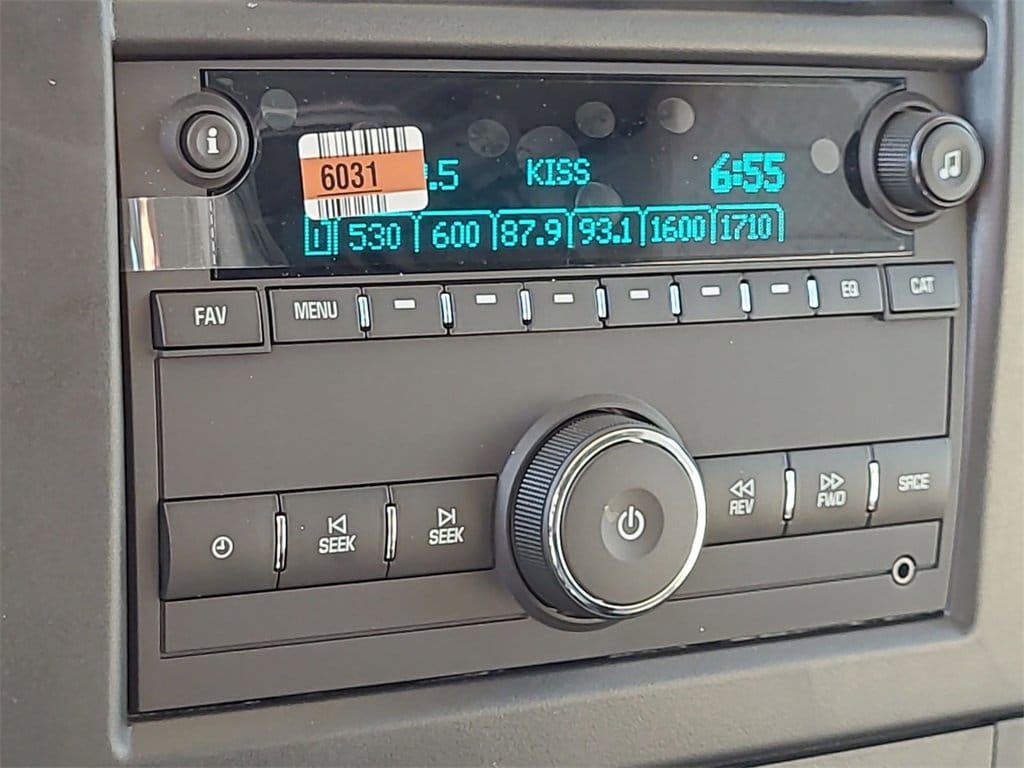 6031
.5 KISS 6:55
1 530 600 87.9 93.1 1600 1710
FAV MENU EQ CAT
SEEK SEEK REV FWD SRCE